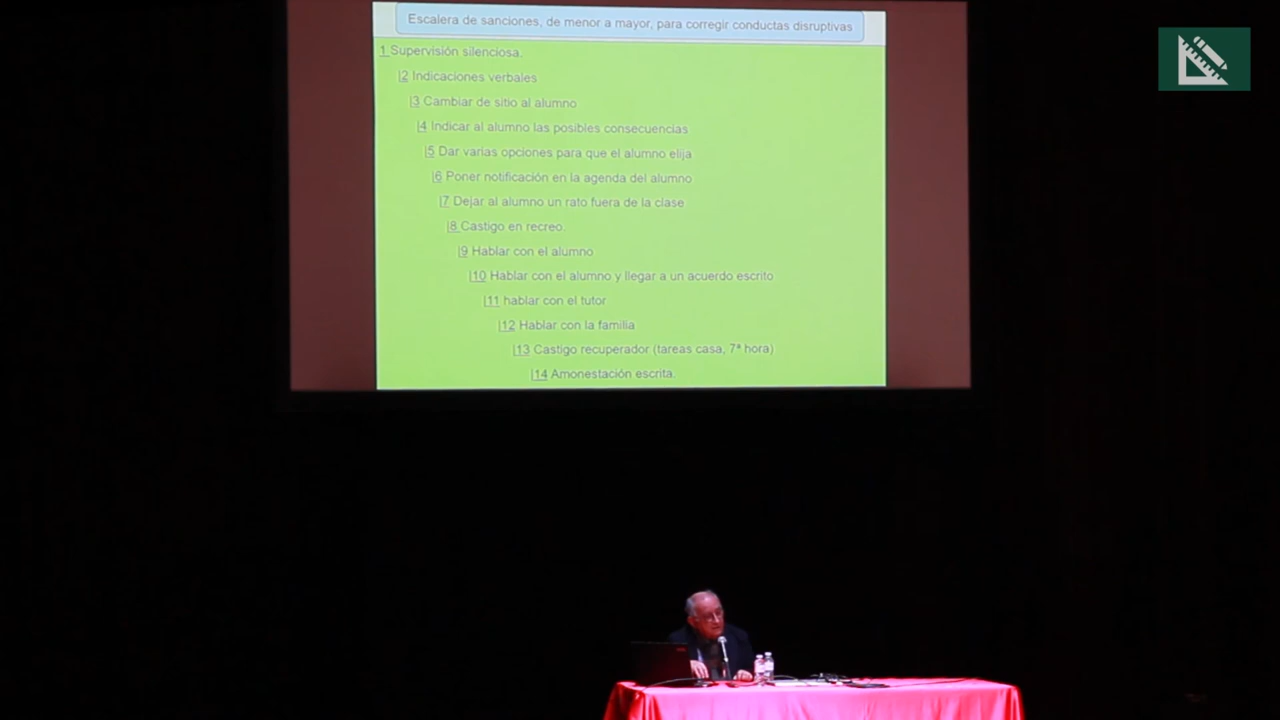 Escalera de sanciones, de menor a mayor, para corregir conductas disruptivas
1 Supervisión silenciosa.
2 Indicaciones verbales
3 Cambiar de sitio al alumno
4 Indicar al alumno las posibles consecuencias
5 Dar varias opciones para que el alumno elija
6 Poner notificación en la agenda del alumno
7 Dejar al alumno un rato fuera de la clase
8 Castigo en recreo.
9 Hablar con el alumno
10 Hablar con el alumno y llegar a un acuerdo escrito
11 hablar con el tutor
12 Hablar con la familia
13 Castigo recuperador (tareas casa, 7ª hora)
14 Amonestación escrita.